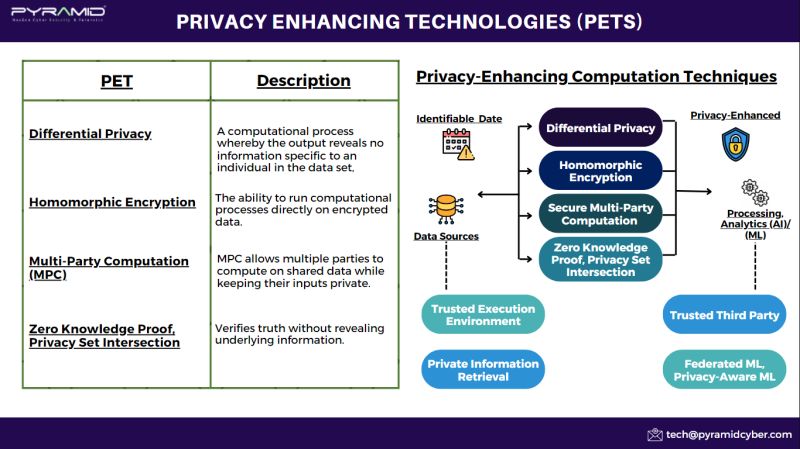 PYRAMID
NextGen Cyber Security & Forensics
PRIVACY ENHANCING TECHNOLOGIES (PETS)
PET
Description
Differential Privacy
A computational process
whereby the output reveals no
information specific to an
individual in the data set,
Homomorphic Encryption
The ability to run computational
processes directly on encrypted
data.
Multi-Party Computation
(MPC)
MPC allows multiple parties to
compute on shared data while
keeping their inputs private.
Zero Knowledge Proof,
Privacy Set Intersection
Verifies truth without revealing
underlying information.
Privacy-Enhancing Computation Techniques
Identifiable Date
Data Sources
Differential Privacy
Homomorphic
Encryption
Secure Multi-Party
Computation
Zero Knowledge
Proof, Privacy Set
Intersection
Privacy-Enhanced
Processing,
Analytics (AI)/
(ML)
Trusted Execution
Environment
Trusted Third Party
Private Information
Retrieval
Federated ML,
Privacy-Aware ML
tech@pyramidcyber.com